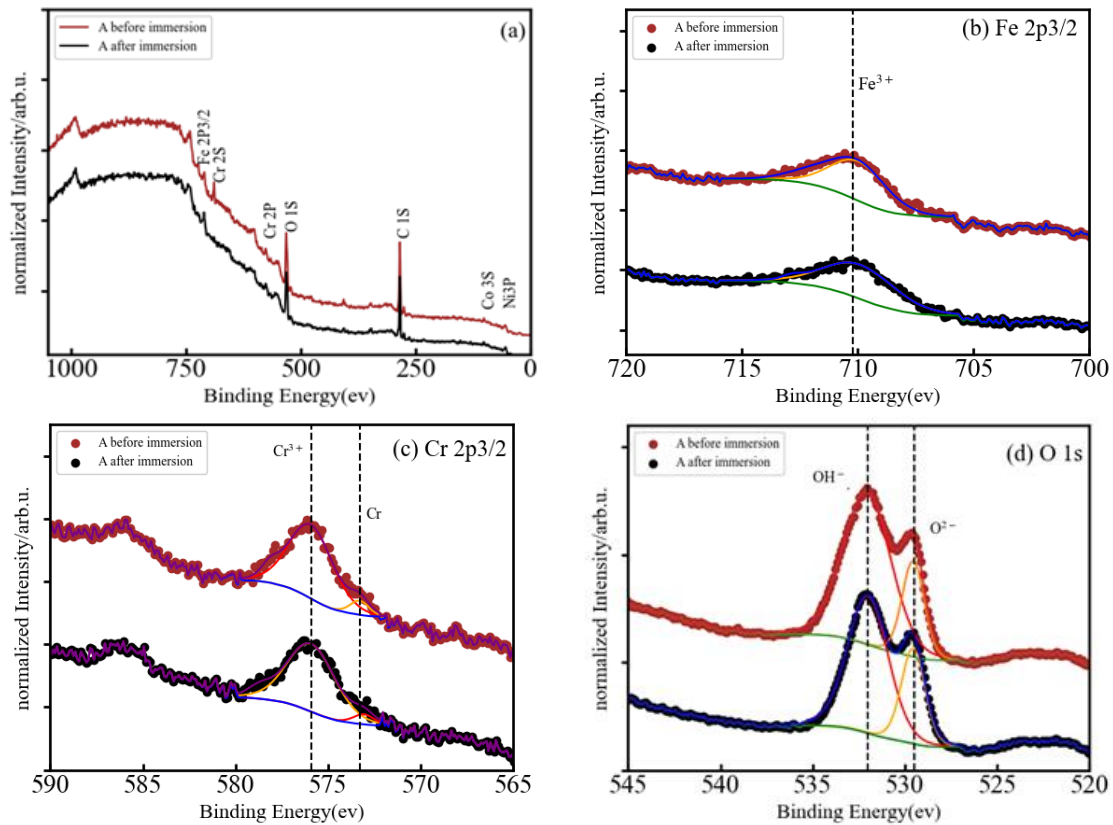 A before immersion
A after immersion
(a)
Fe 2P3/2
Cr 2S
Cr 2P
O 1S
C 1S
Co 3S
Ni3P
normalized Intensity/arb.u.
1000 750 500 250 0
Binding Energy(ev)
A before immersion
A after immersion
(b) Fe 2p3/2
Fe³⁺
normalized Intensity/arb.u.
720 715 710 705 700
Binding Energy(ev)
A before immersion
A after immersion
(c) Cr 2p3/2
Cr³⁺
Cr
normalized Intensity/arb.u.
590 585 580 575 570 565
Binding Energy(ev)
A before immersion
A after immersion
(d) O 1s
OH⁻
O²⁻
normalized Intensity/arb.u.
545 540 535 530 525 520
Binding Energy(ev)